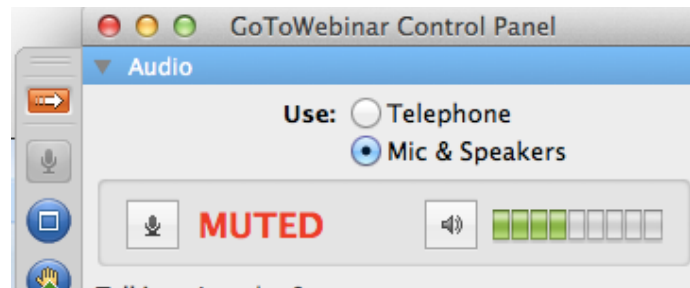 GoToWebinar Control Panel
Audio
Use: Telephone
Mic & Speakers
MUTED